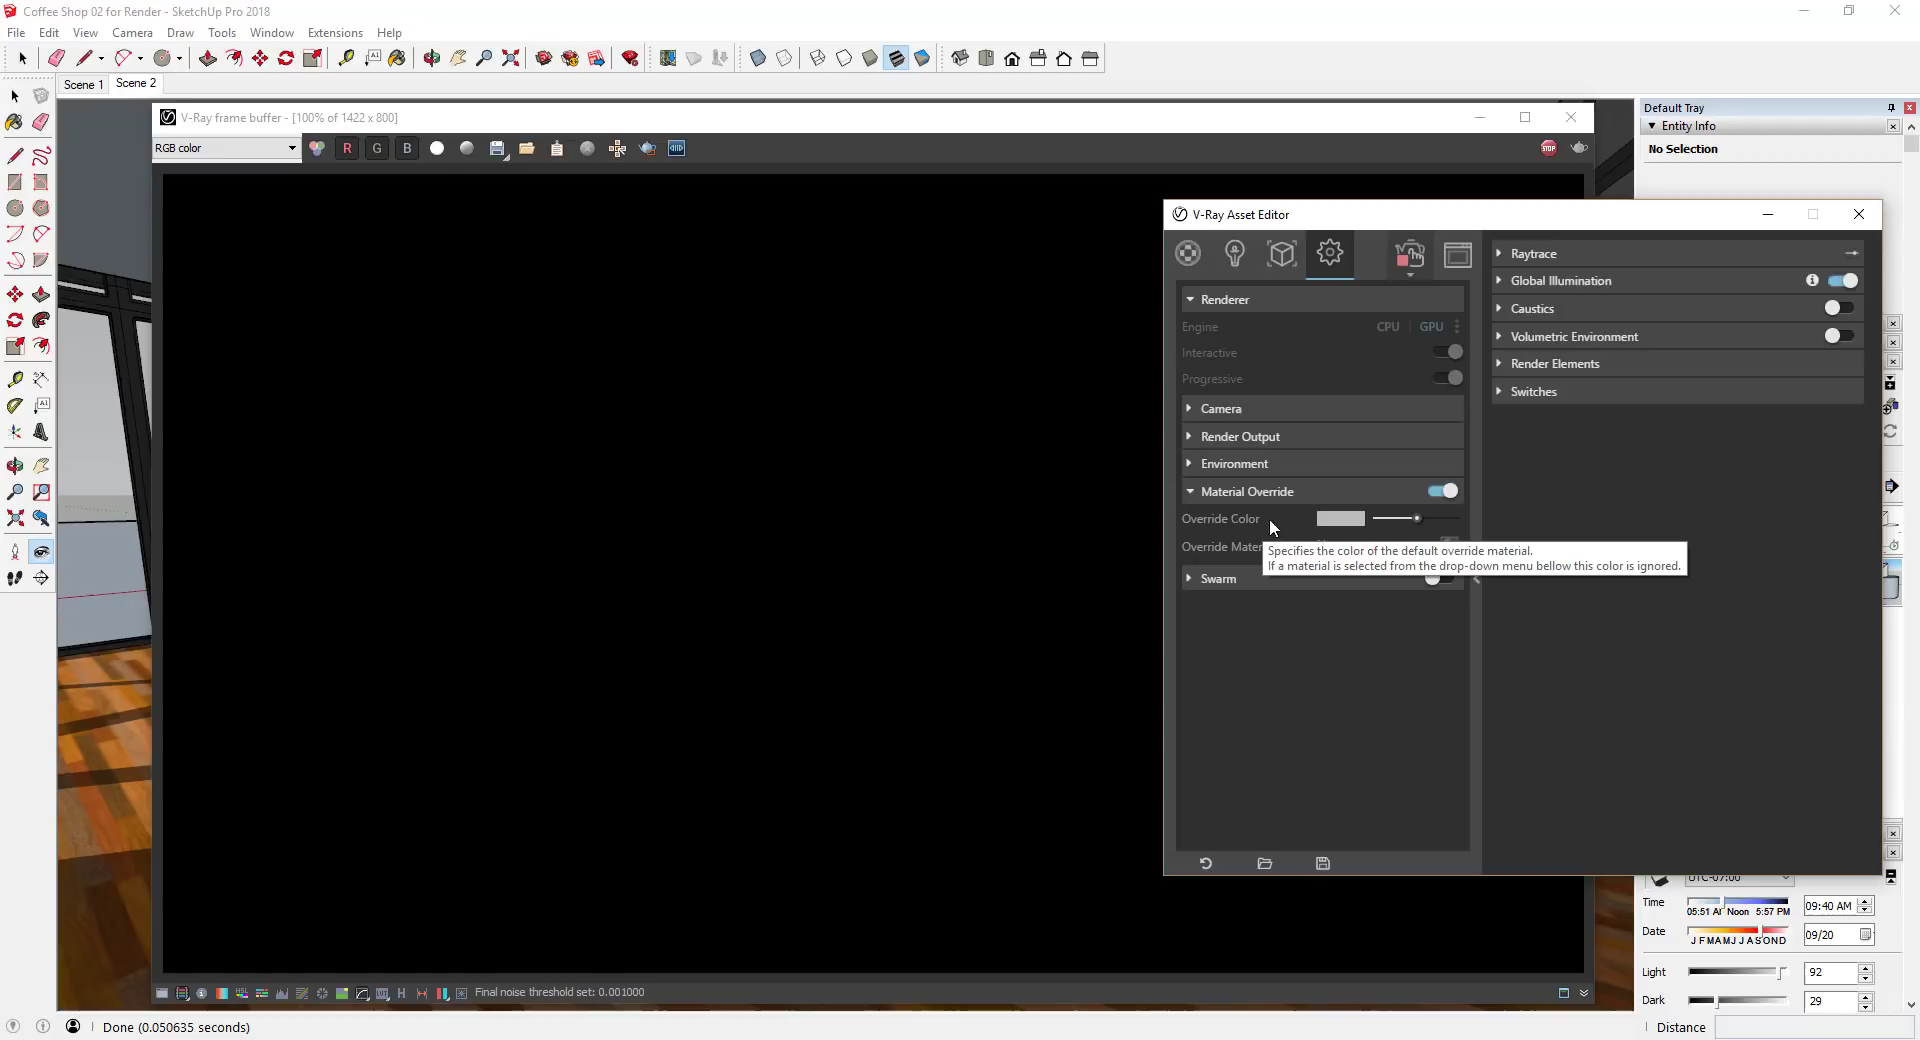 Coffee Shop 02 for Render - SketchUp Pro 2018
File Edit View Camera Draw Tools Window Extensions Help
Scene 1 Scene 2
V-Ray frame buffer - [100% of 1422 x 800]
RGB color R G B STOP
Default Tray
Entity Info
No Selection
V-Ray Asset Editor
Renderer
Engine CPU GPU
Interactive
Progressive
Camera
Render Output
Environment
Material Override
Override Color
Override Mater
Specifies the color of the default override material.
If a material is selected from the drop-down menu bellow this color is ignored.
Swarm
Raytrace
Global Illumination
Caustics
Volumetric Environment
Render Elements
Switches
UTC-07:00
Time 05:51 AM Noon 5:57 PM 09:40 AM
Date J F M A M J J A S O N D 09/20
Light 92
Dark 29
Final noise threshold set: 0.001000
Done (0.050635 seconds)
Distance